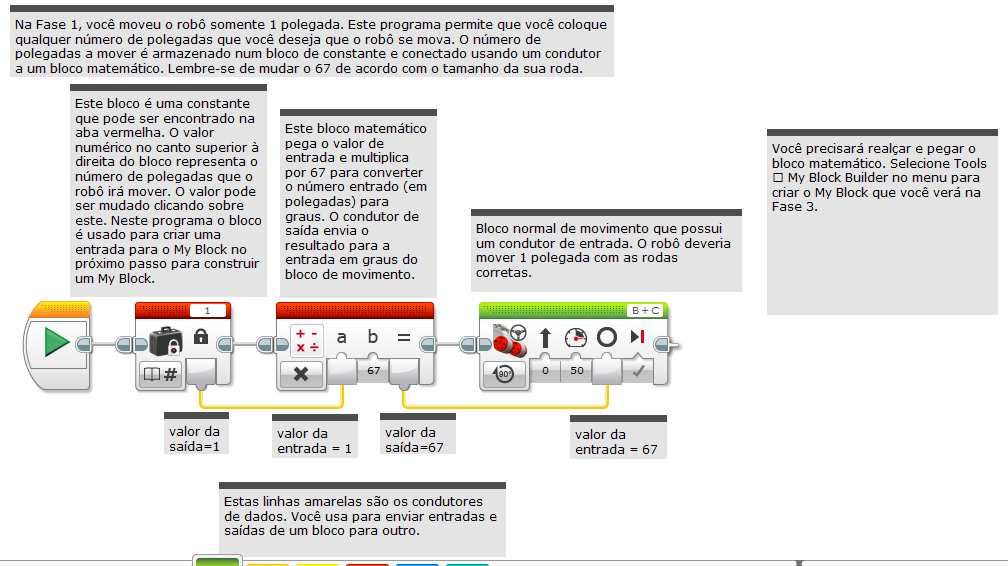 Na Fase 1, você moveu o robô somente 1 polegada. Este programa permite que você coloque
qualquer número de polegadas que você deseja que o robô se mova. O número de
polegadas a mover é armazenado num bloco de constante e conectado usando um condutor
a um bloco matemático. Lembre-se de mudar o 67 de acordo com o tamanho da sua roda.
Este bloco é uma constante
que pode ser encontrado na
aba vermelha. O valor
numérico no canto superior à
direita do bloco representa o
número de polegadas que o
robô irá mover. O valor pode
ser mudado clicando sobre
este. Neste programa o bloco
é usado para criar uma
entrada para o My Block no
próximo passo para construir
um My Block.
Este bloco matemático
pega o valor de
entrada e multiplica
por 67 para converter
o número entrado (em
polegadas) para
graus. O condutor de
saída envia o
resultado para a
entrada em graus do
bloco de movimento.
Bloco normal de movimento que possui
um condutor de entrada. O robô deveria
mover 1 polegada com as rodas
corretas.
Você precisará realçar e pegar o
bloco matemático. Selecione Tools
□ My Block Builder no menu para
criar o My Block que você verá na
Fase 3.
1
#
+ -
x ÷
a b =
67
B+C
90°
0 50
valor da
saída=1
valor da
entrada = 1
valor da
saída=67
valor da
entrada = 67
Estas linhas amarelas são os condutores
de dados. Você usa para enviar entradas e
saídas de um bloco para outro.